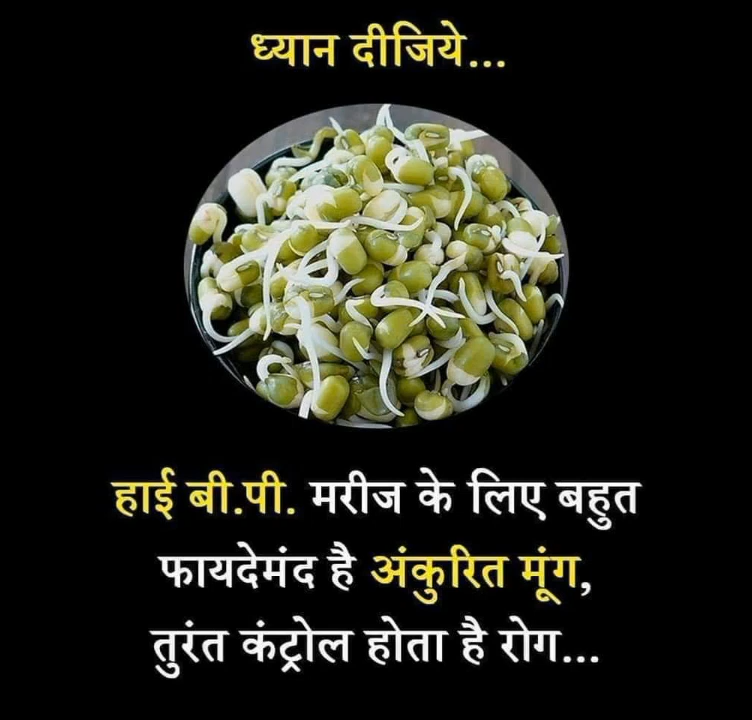 ध्यान दीजिये...
हाई बी.पी. मरीज के लिए बहुत
फायदेमंद है अंकुरित मूंग,
तुरंत कंट्रोल होता है रोग...